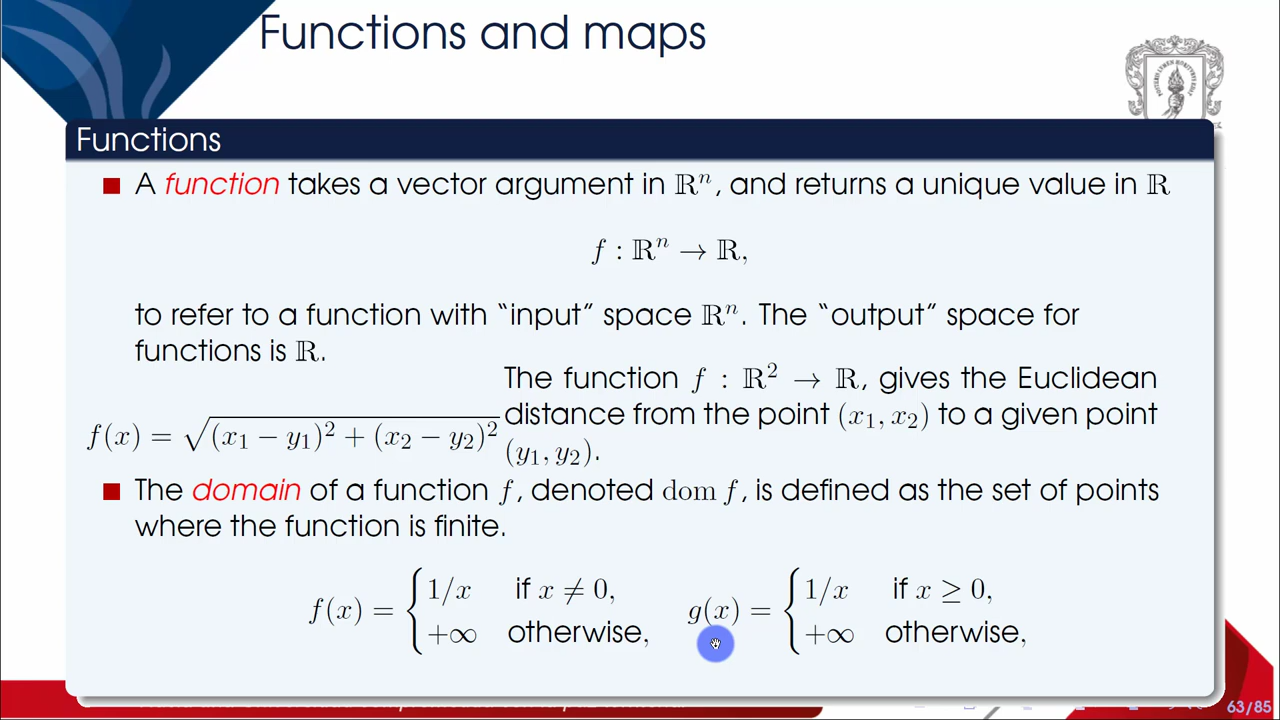 Functions and maps
Functions
A function takes a vector argument in ℝⁿ, and returns a unique value in ℝ
f : ℝⁿ → ℝ,
to refer to a function with “input” space ℝⁿ. The “output” space for
functions is ℝ.
f(x) = √((x₁ − y₁)² + (x₂ − y₂)²)
The function f : ℝ² → ℝ, gives the Euclidean
distance from the point (x₁, x₂) to a given point
(y₁, y₂).
The domain of a function f, denoted dom f, is defined as the set of points
where the function is finite.
f(x) = { 1/x if x ≠ 0,
+∞ otherwise,
g(x) = { 1/x if x ≥ 0,
+∞ otherwise,
63/85